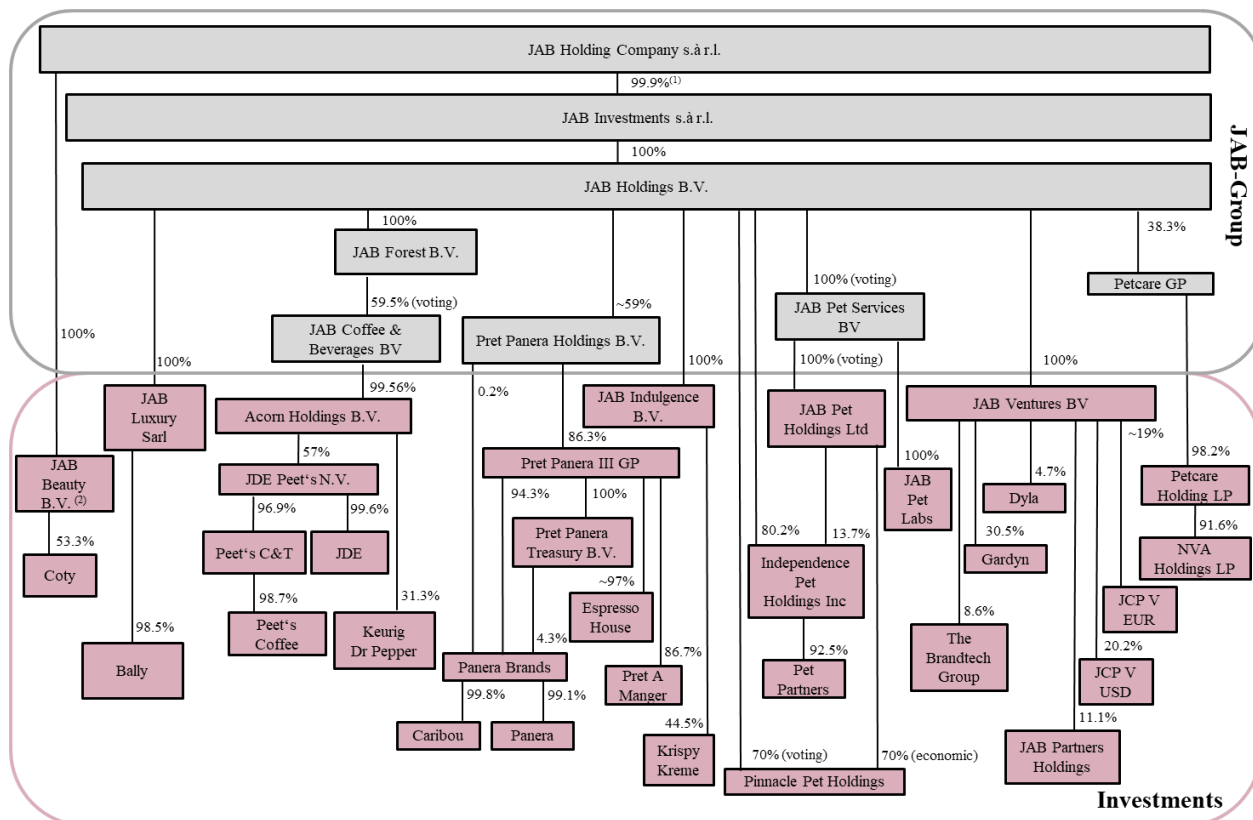 JAB Holding Company s.à r.l.
99.9%(1)
JAB Investments s.à r.l.
100%
JAB Holdings B.V.
JAB-Group
100%
38.3%
JAB Forest B.V.
100% (voting)
Petcare GP
59.5% (voting)
~59%
JAB Pet Services
BV
JAB Coffee &
Beverages BV
Pret Panera Holdings B.V.
100%
100%
99.56%
0.2%
100%
100% (voting)
100%
JAB
Luxury
Sarl
Acorn Holdings B.V.
JAB Indulgence
B.V.
JAB Pet
Holdings Ltd
JAB Ventures BV
~19%
57%
86.3%
98.2%
JAB
Beauty
B.V. (2)
JDE Peet's N.V.
Pret Panera III GP
100%
4.7%
Petcare
Holding LP
96.9%
99.6%
94.3%
100%
JAB
Pet
Labs
Dyla
91.6%
53.3%
Peet's C&T
JDE
Pret Panera
Treasury B.V.
80.2%
13.7%
30.5%
NVA
Holdings LP
Coty
Gardyn
~97%
Independence
Pet
Holdings Inc
98.7%
31.3%
Espresso
House
8.6%
JCP V
EUR
98.5%
Peet's
Coffee
Keurig
Dr Pepper
4.3%
86.7%
92.5%
The
Brandtech
Group
20.2%
Bally
Panera Brands
Pret A
Manger
Pet
Partners
JCP V
USD
99.8%
99.1%
44.5%
11.1%
Caribou
Panera
Krispy
Kreme
70% (voting)
70% (economic)
JAB Partners
Holdings
Pinnacle Pet Holdings
Investments